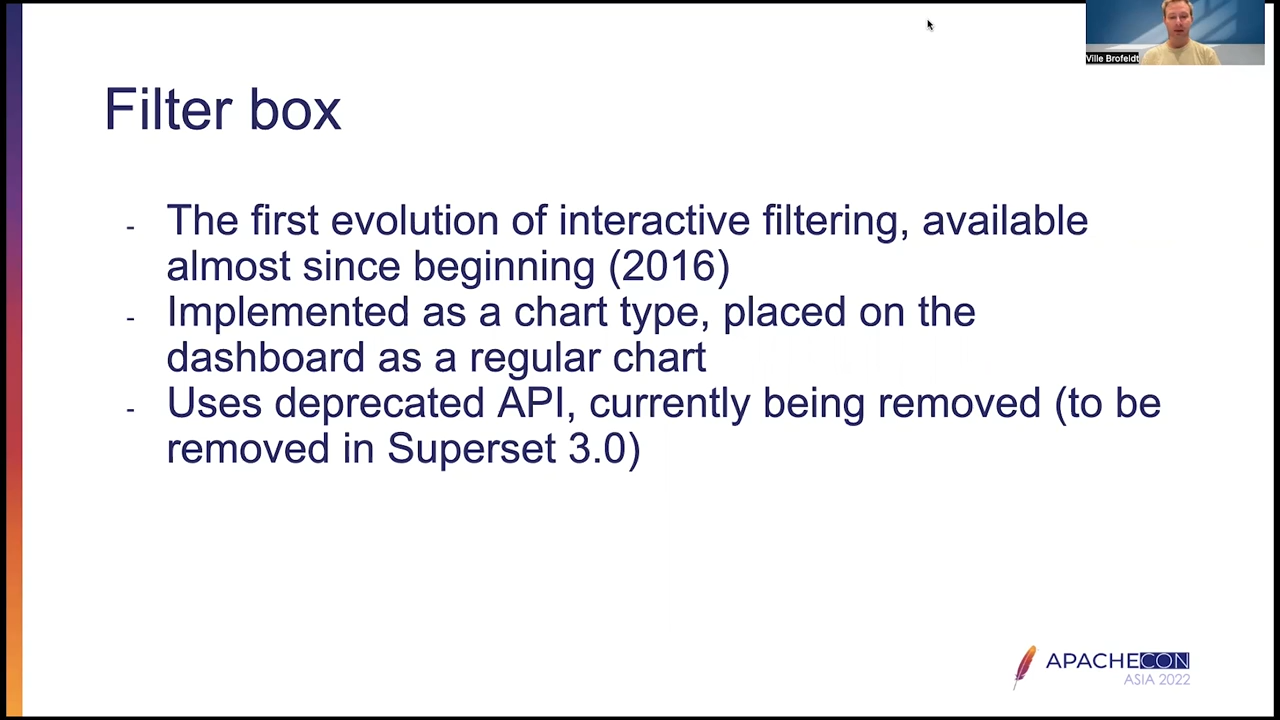 Ville Brofeldt
Filter box
- The first evolution of interactive filtering, available
almost since beginning (2016)
- Implemented as a chart type, placed on the
dashboard as a regular chart
- Uses deprecated API, currently being removed (to be
removed in Superset 3.0)
APACHECON
ASIA 2022